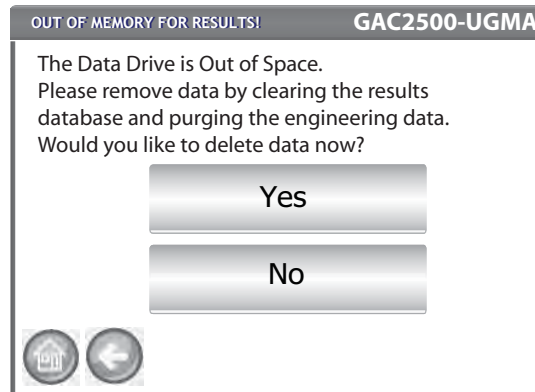 OUT OF MEMORY FOR RESULTS! GAC2500-UGMA
The Data Drive is Out of Space.
Please remove data by clearing the results
database and purging the engineering data.
Would you like to delete data now?
Yes
No